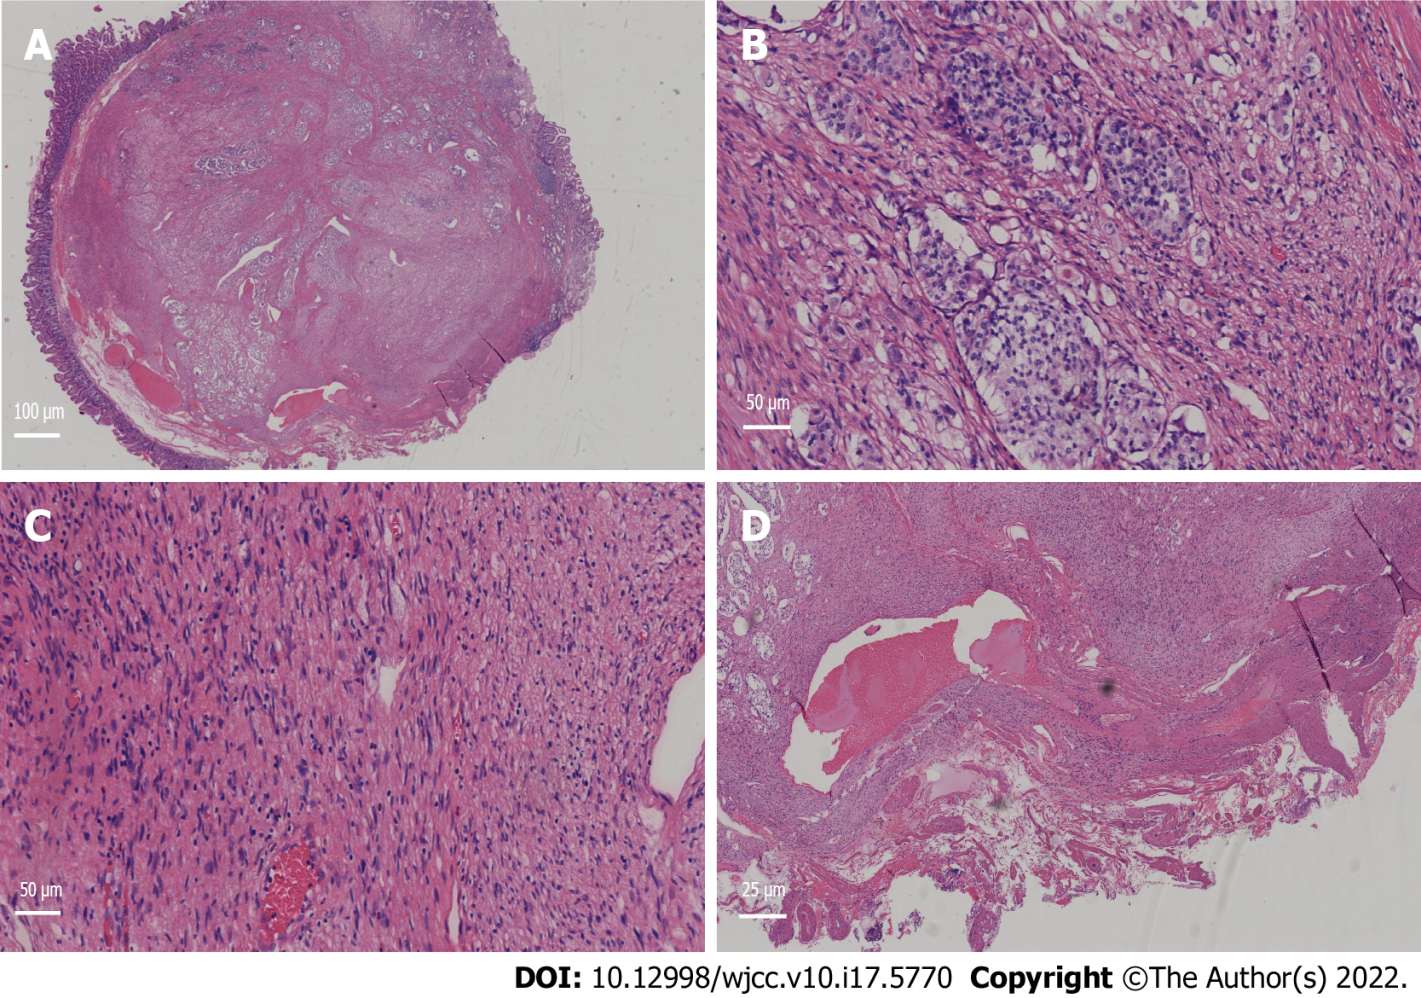 A
B
100 µm
50 µm
C
D
50 µm
25 µm
DOI: 10.12998/wjcc.v10.i17.5770 Copyright ©The Author(s) 2022.